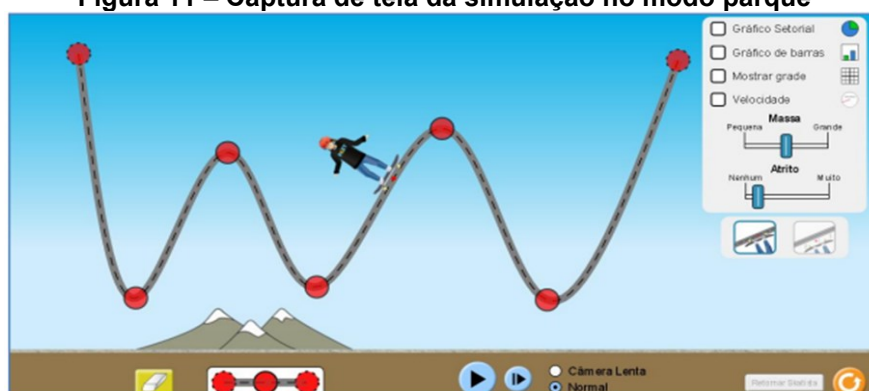 Figura 11 – Captura de tela da simulação no modo parque
Gráfico Setorial
Gráfico de barras
Mostrar grade
Velocidade
Massa
Pequena Grande
Atrito
Nenhum Muito
Câmera Lenta
Normal
Retornar Skatista